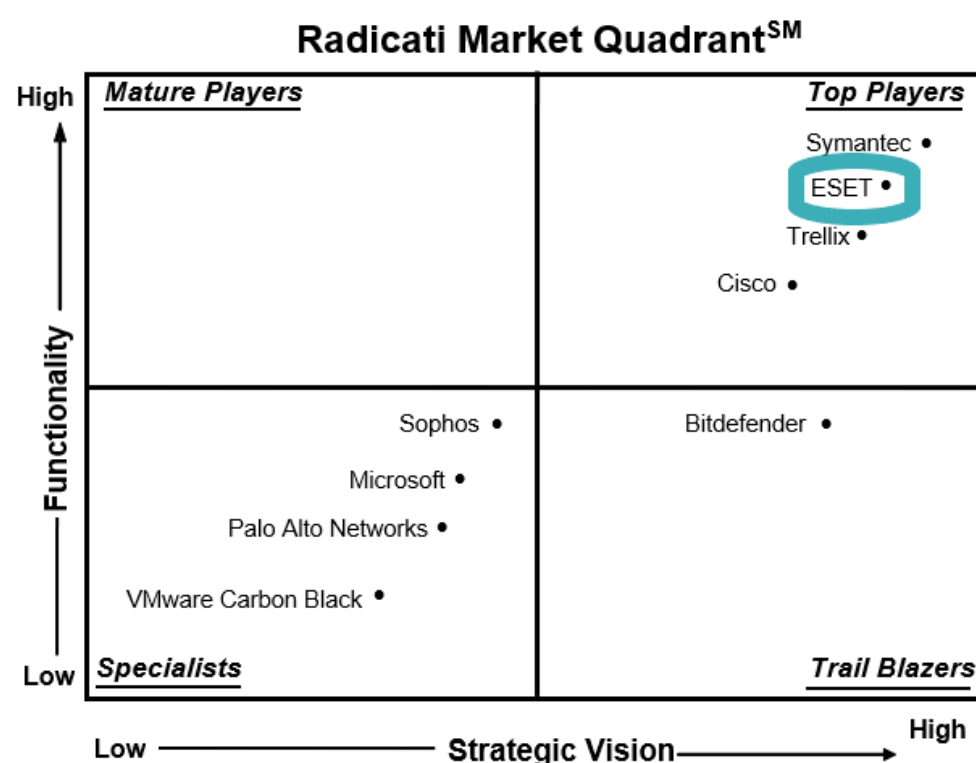 Radicati Market Quadrant℠
High
Mature Players
Top Players
Symantec
ESET
Trellix
Cisco
Functionality
Sophos
Bitdefender
Microsoft
Palo Alto Networks
VMware Carbon Black
Low
Specialists
Trail Blazers
Low
Strategic Vision
High